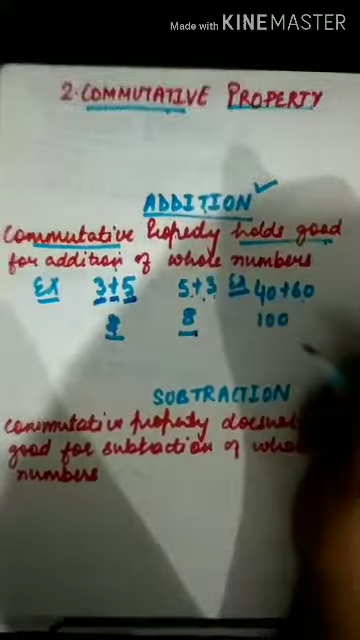 Made with KINEMASTER
2. COMMUTATIVE PROPERTY
ADDITION
Commutative Property holds good
for addition of whole numbers
EX 3+5 5+3 EX 40+60
8 8 100
SUBTRACTION
commutative property doesnot
good for subtraction of
numbers